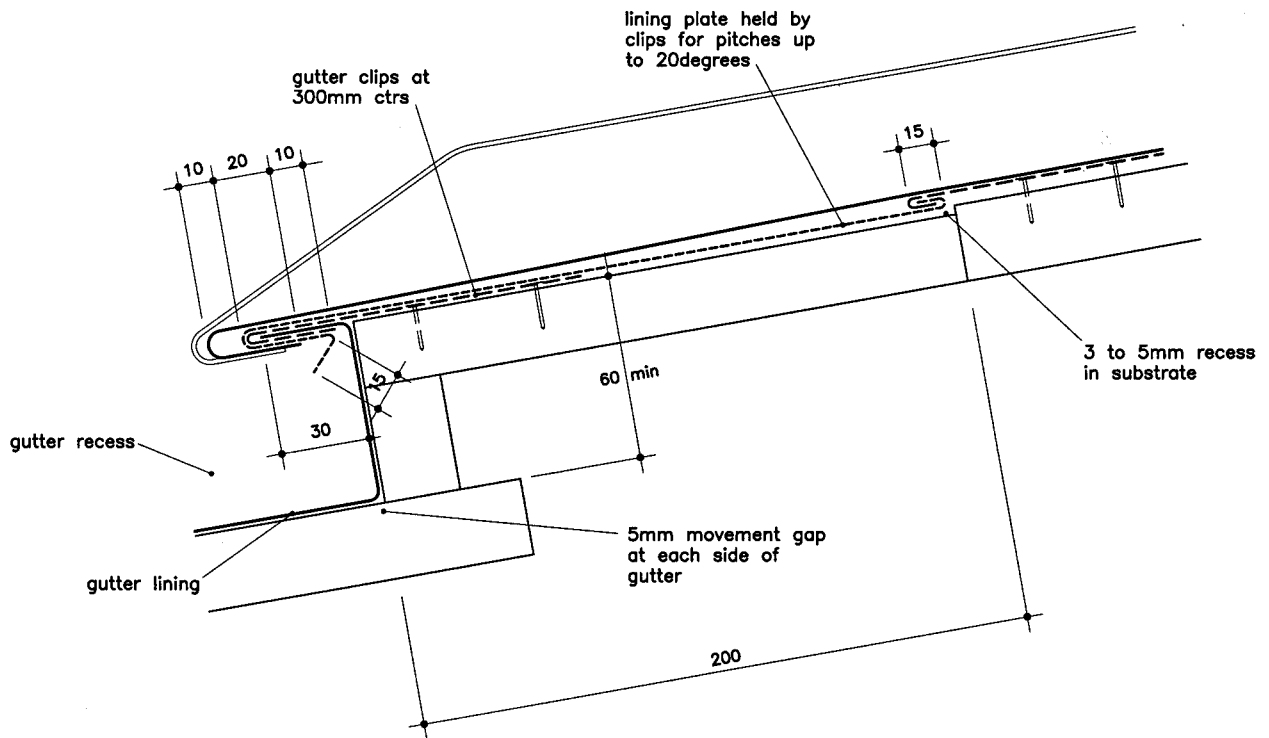 lining plate held by
clips for pitches up
to 20degrees
gutter clips at
300mm ctrs
10
20
10
15
3 to 5mm recess
in substrate
60 min
15
30
gutter recess
5mm movement gap
at each side of
gutter
gutter lining
200